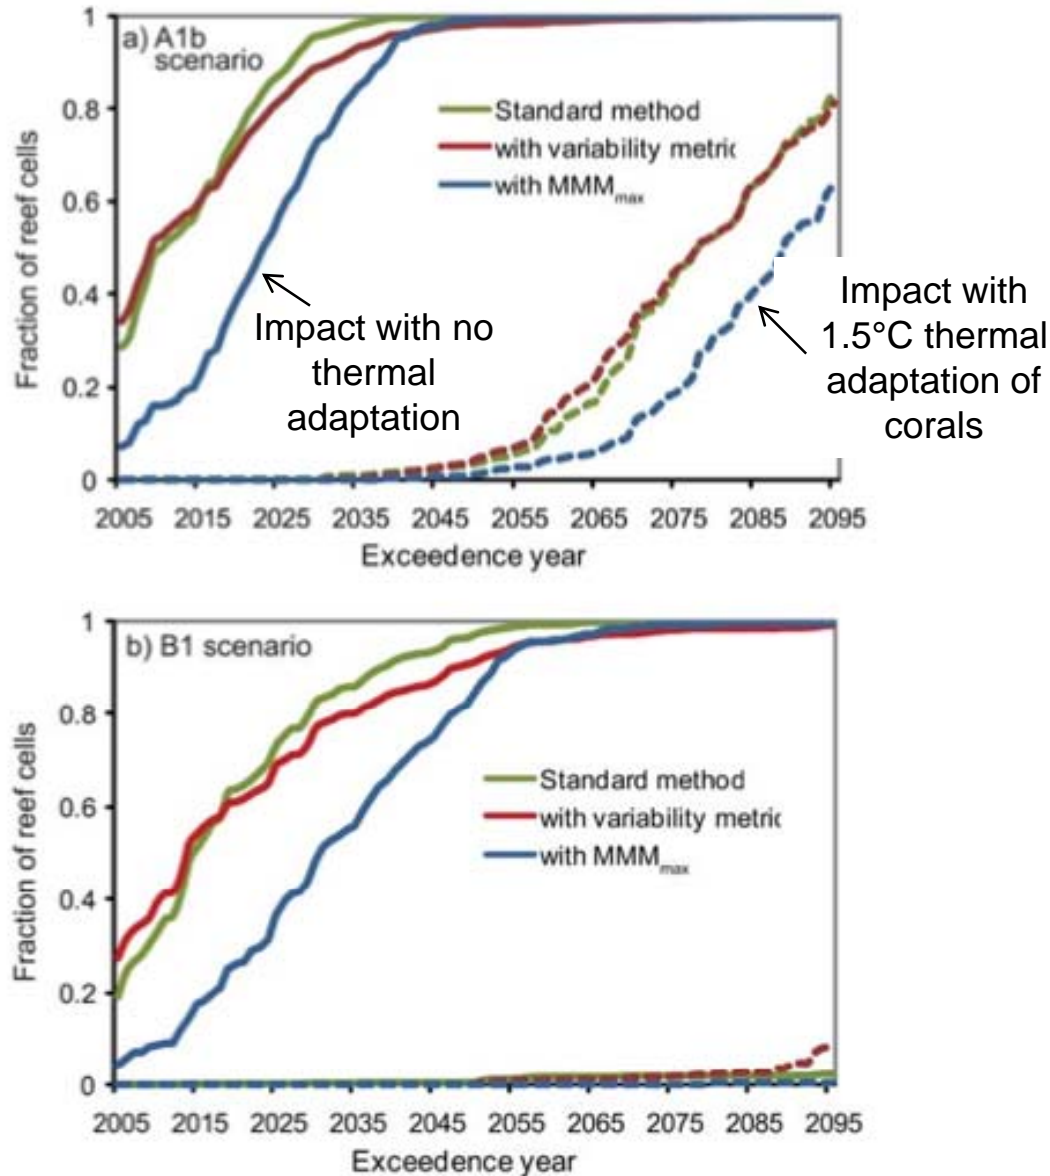 a) A1b
scenario
Standard method
with variability metric
with MMMmax
Impact with no
thermal
adaptation
Impact with
1.5°C thermal
adaptation of
corals
Fraction of reef cells
1
0.8
0.6
0.4
0.2
0
2005 2015 2025 2035 2045 2055 2065 2075 2085 2095
Exceedence year
b) B1 scenario
Standard method
with variability metric
with MMMmax
Fraction of reef cells
1
0.8
0.6
0.4
0.2
0
2005 2015 2025 2035 2045 2055 2065 2075 2085 2095
Exceedence year